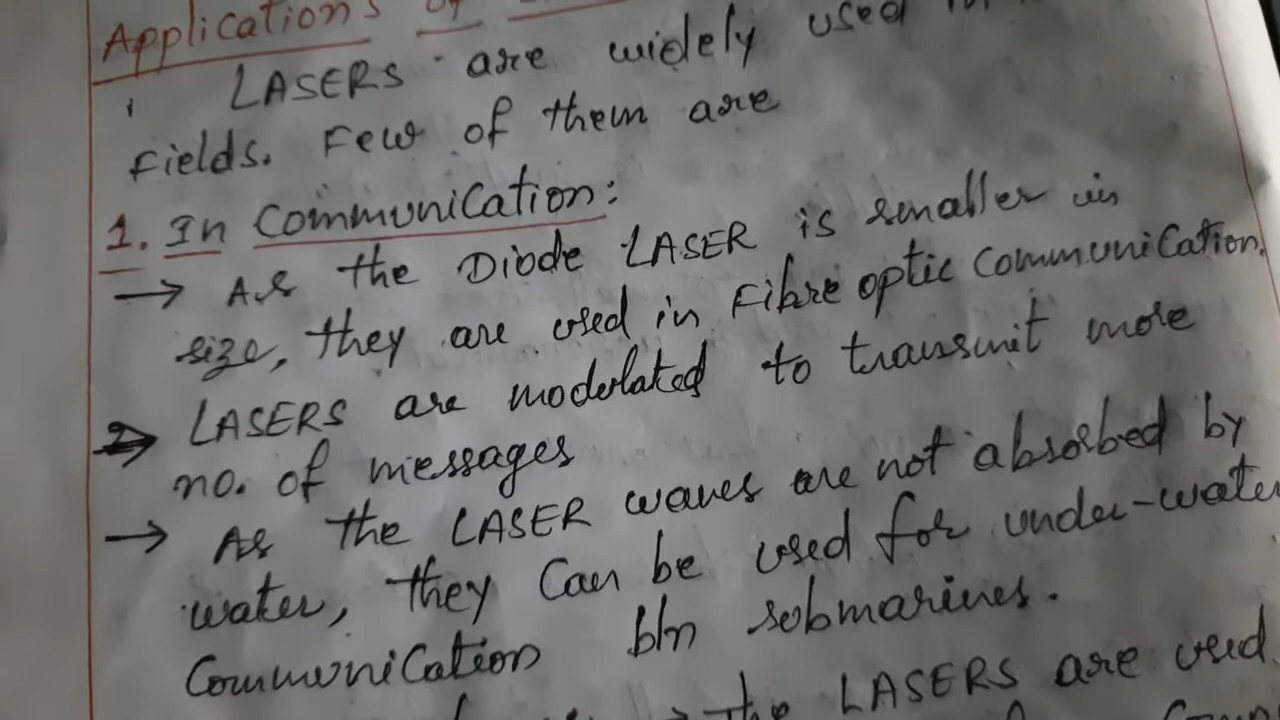 Applications of
LASERS are widely used in
Fields. Few of them are
1. In Communication:
→ As the Diode LASER is smaller in
size, they are used in Fibre optic Communication.
→ LASERS are modulated to transmit more
no. of messages
→ As the LASER waves are not absorbed by
water, they can be used for under-water
Communication b/n submarines.
→ the LASERS are used